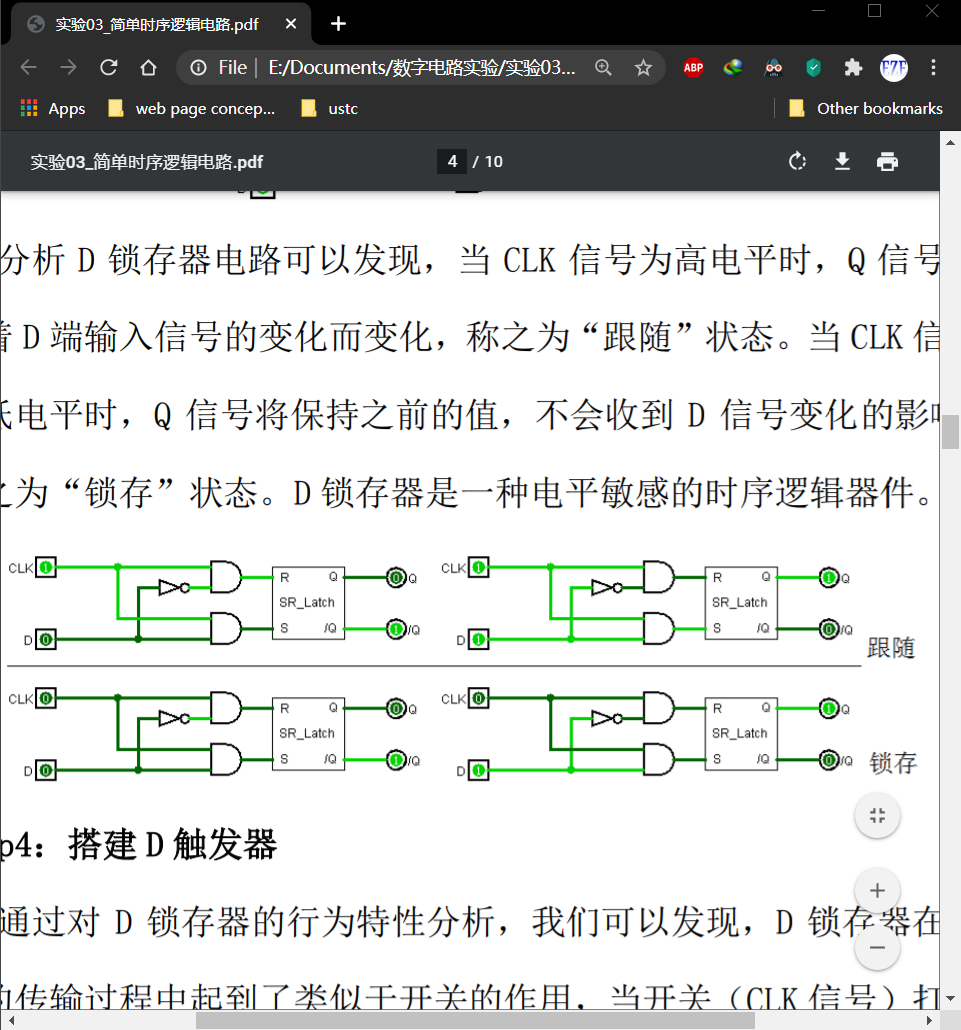 实验03_简单时序逻辑电路.pdf
File | E:/Documents/数字电路实验/实验03...
ABP
FZF
Apps web page concep... ustc Other bookmarks
实验03_简单时序逻辑电路.pdf 4 / 10
分析 D 锁存器电路可以发现，当 CLK 信号为高电平时，Q 信号
D 端输入信号的变化而变化，称之为“跟随”状态。当 CLK 信
电平时，Q 信号将保持之前的值，不会收到 D 信号变化的影
为“锁存”状态。D 锁存器是一种电平敏感的时序逻辑器件。
CLK 1 R Q 0 Q CLK 1 R Q 1 Q
SR_Latch SR_Latch
D 0 S /Q 1 /Q D 1 S /Q 0 /Q
跟随
CLK 0 R Q 0 Q CLK 0 R Q 1 Q
SR_Latch SR_Latch
D 0 S /Q 1 /Q D 1 S /Q 0 /Q
锁存
p4：搭建 D 触发器
通过对 D 锁存器的行为特性分析，我们可以发现，D 锁存器在
传输过程中起到了类似于开关的作用，当开关（CLK 信号）打